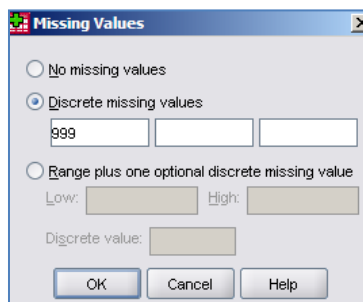 Missing Values
No missing values
Discrete missing values
999
Range plus one optional discrete missing value
Low: High:
Discrete value:
OK Cancel Help